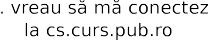 . vreau să mă conectez
la cs.curs.pub.ro